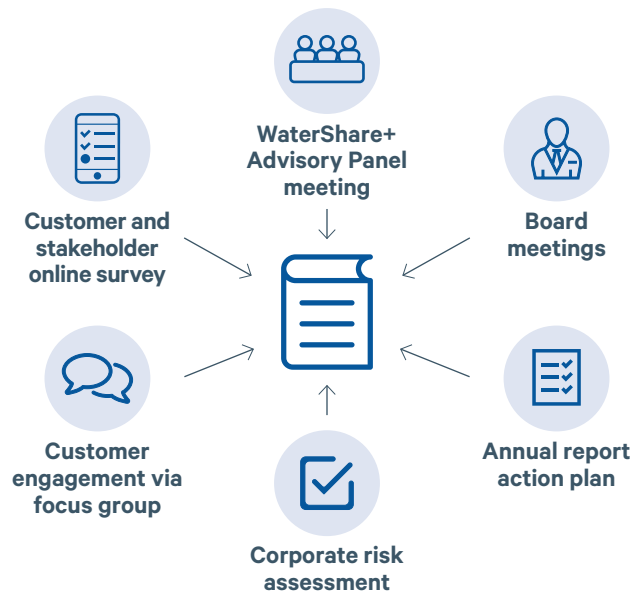 WaterShare+
Advisory Panel
meeting
Customer and
stakeholder
online survey
Board
meetings
Customer
engagement via
focus group
Annual report
action plan
Corporate risk
assessment